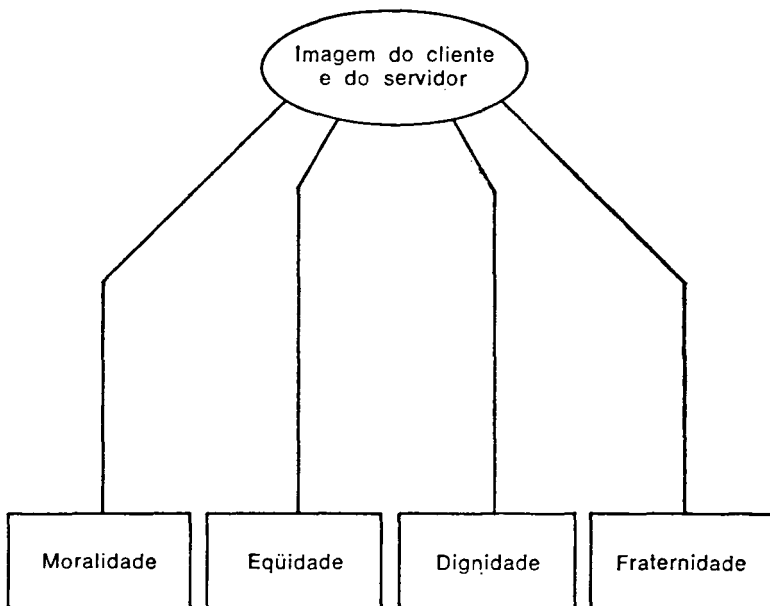 Imagem do cliente
e do servidor
Moralidade
Eqüidade
Dignidade
Fraternidade